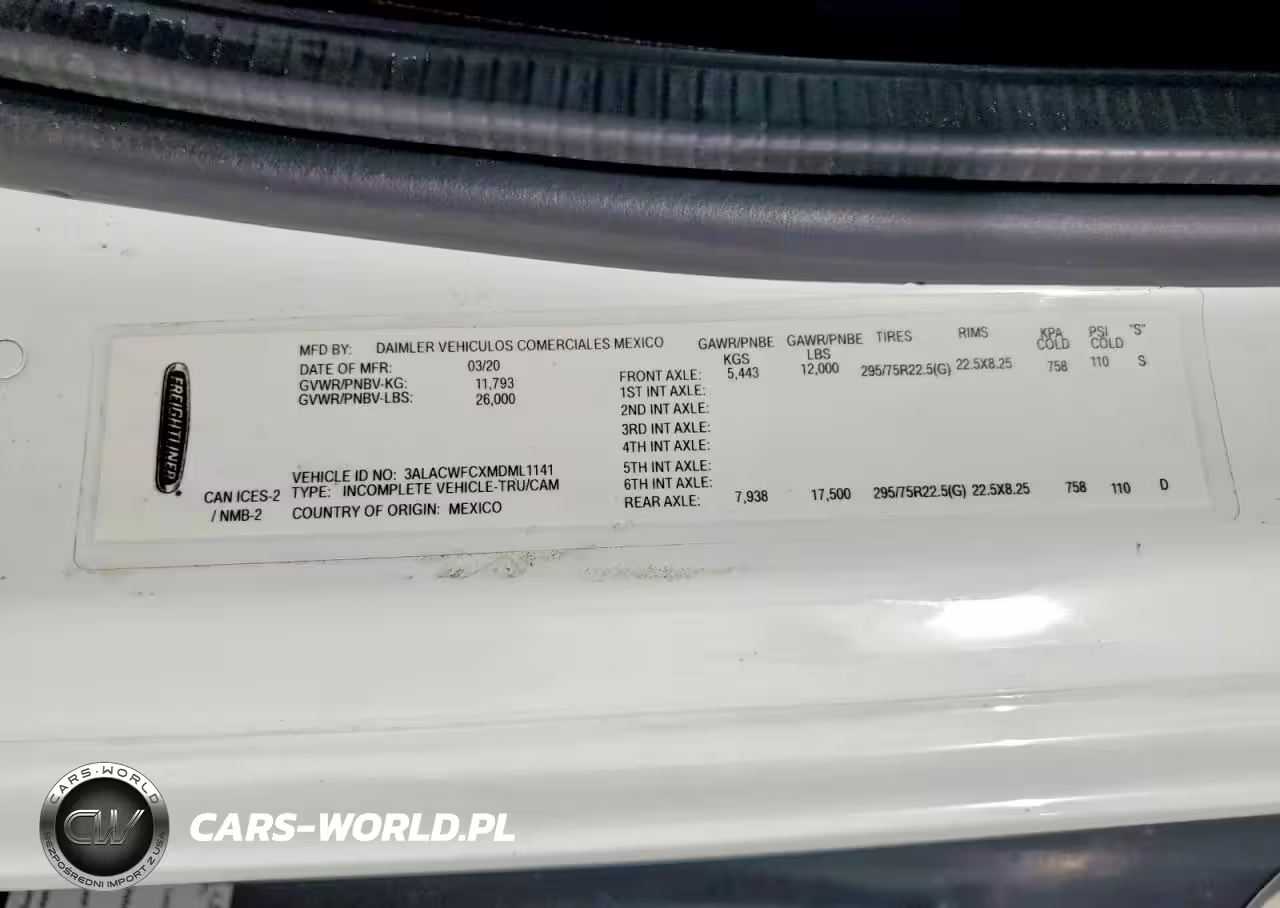 MFD BY: DAIMLER VEHICULOS COMERCIALES MEXICO
DATE OF MFR: 03/20
GVWR/PNBV-KG: 11,793
GVWR/PNBV-LBS: 26,000
FREIGHTLINER
CAN ICES-2
/ NMB-2
VEHICLE ID NO: 3ALACWFCXMDML1141
TYPE: INCOMPLETE VEHICLE-TRU/CAM
COUNTRY OF ORIGIN: MEXICO
GAWR/PNBE KGS GAWR/PNBE LBS TIRES RIMS KPA COLD PSI COLD "S"
FRONT AXLE: 5,443 12,000 295/75R22.5(G) 22.5X8.25 758 110 S
1ST INT AXLE:
2ND INT AXLE:
3RD INT AXLE:
4TH INT AXLE:
5TH INT AXLE:
6TH INT AXLE:
REAR AXLE: 7,938 17,500 295/75R22.5(G) 22.5X8.25 758 110 D
CARS-WORLD
CW
BEZPOŚREDNI IMPORT Z USA
CARS-WORLD.PL